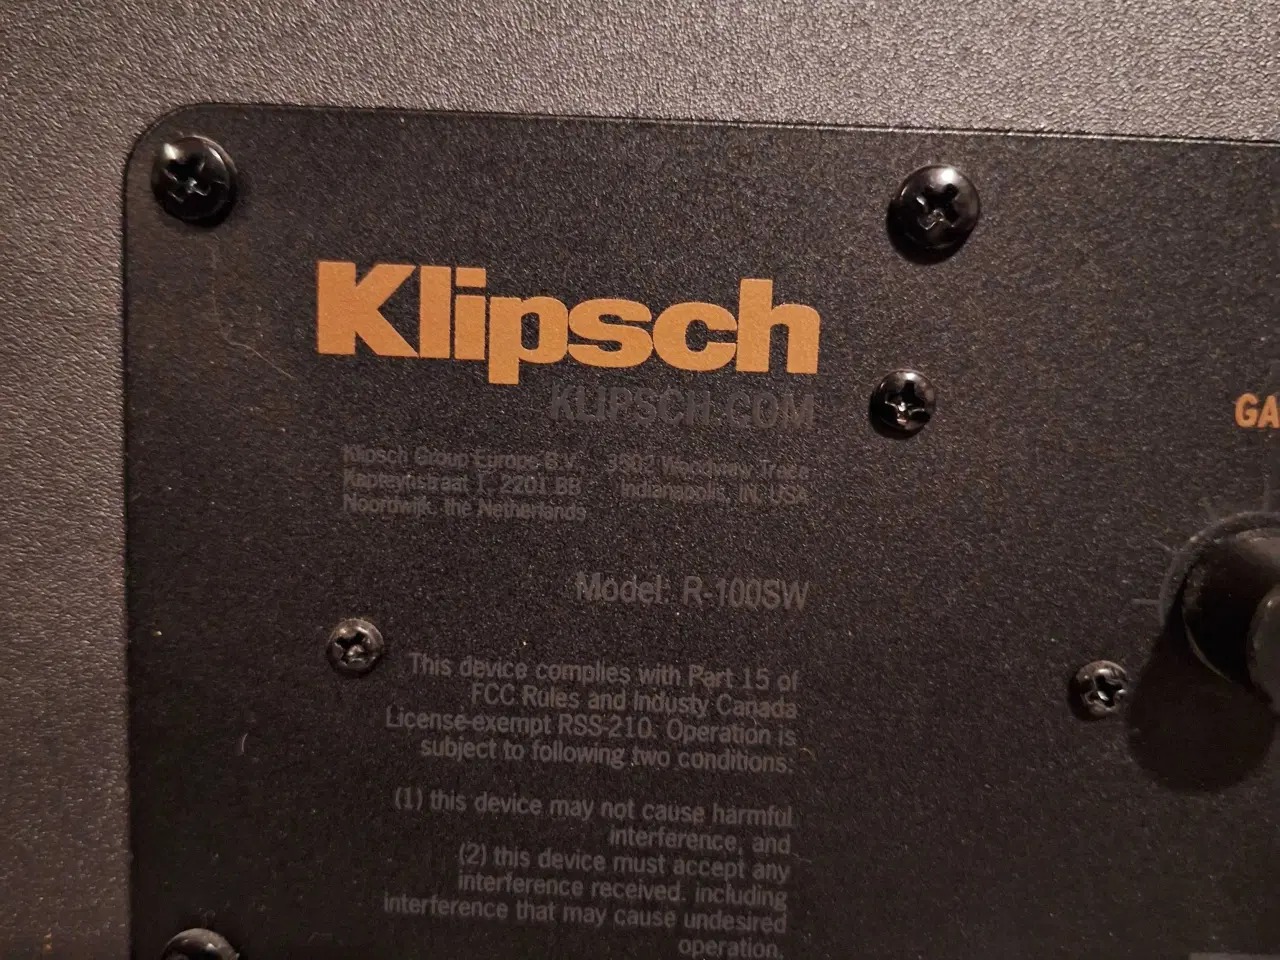 Klipsch
KLIPSCH.COM
Klipsch Group Europe B.V.
Kapteynstraat 1, 2201 BB
Noordwijk, the Netherlands
3502 Woodview Trace
Indianapolis, IN, USA
GA
Model: R-100SW
This device complies with Part 15 of
FCC Rules and Industy Canada
License-exempt RSS-210. Operation is
subject to following two conditions:
(1) this device may not cause harmful
interference, and
(2) this device must accept any
interference received, including
interference that may cause undesired
operation.